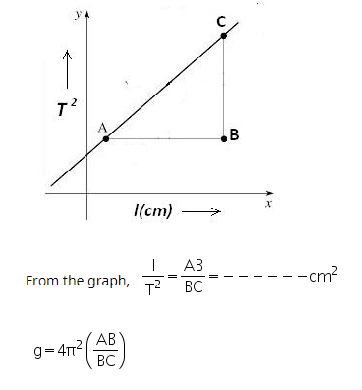 y
C
T²
A
B
l(cm)
x
From the graph, l/T² = A3/BC = - - - - - - -cm²
g=4π²(AB/BC)